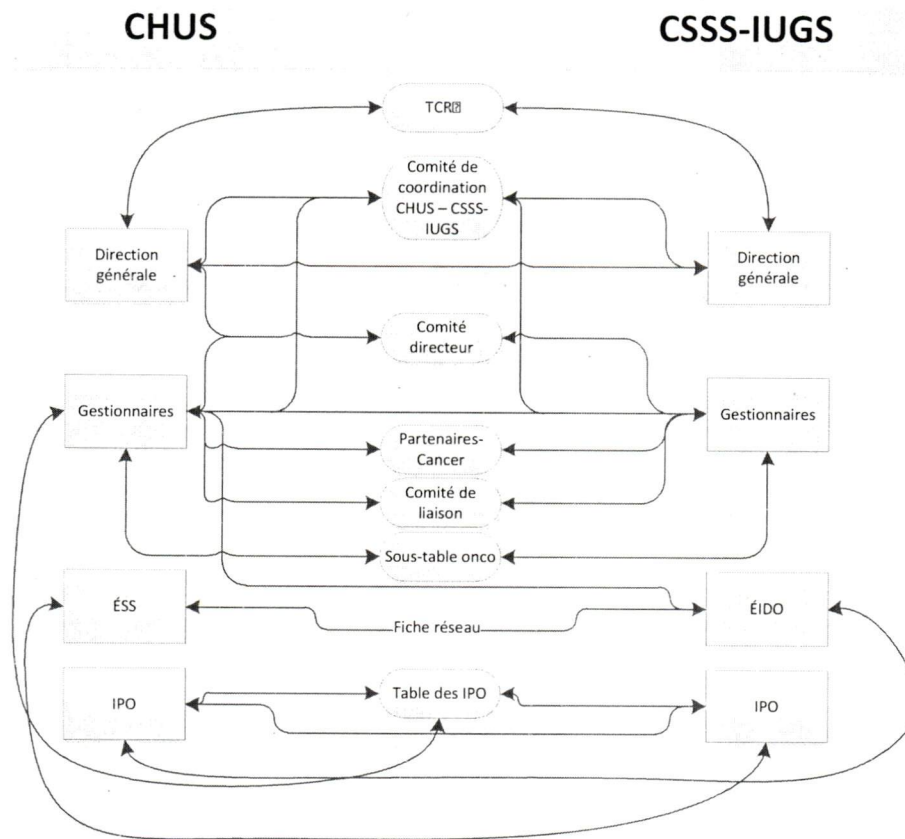 CHUS
CSSS-IUGS
TCR
Comité de
coordination
CHUS – CSSS-
IUGS
Direction
générale
Direction
générale
Comité
directeur
Gestionnaires
Gestionnaires
Partenaires-
Cancer
Comité de
liaison
Sous-table onco
ÉSS
Fiche réseau
ÉIDO
IPO
Table des IPO
IPO